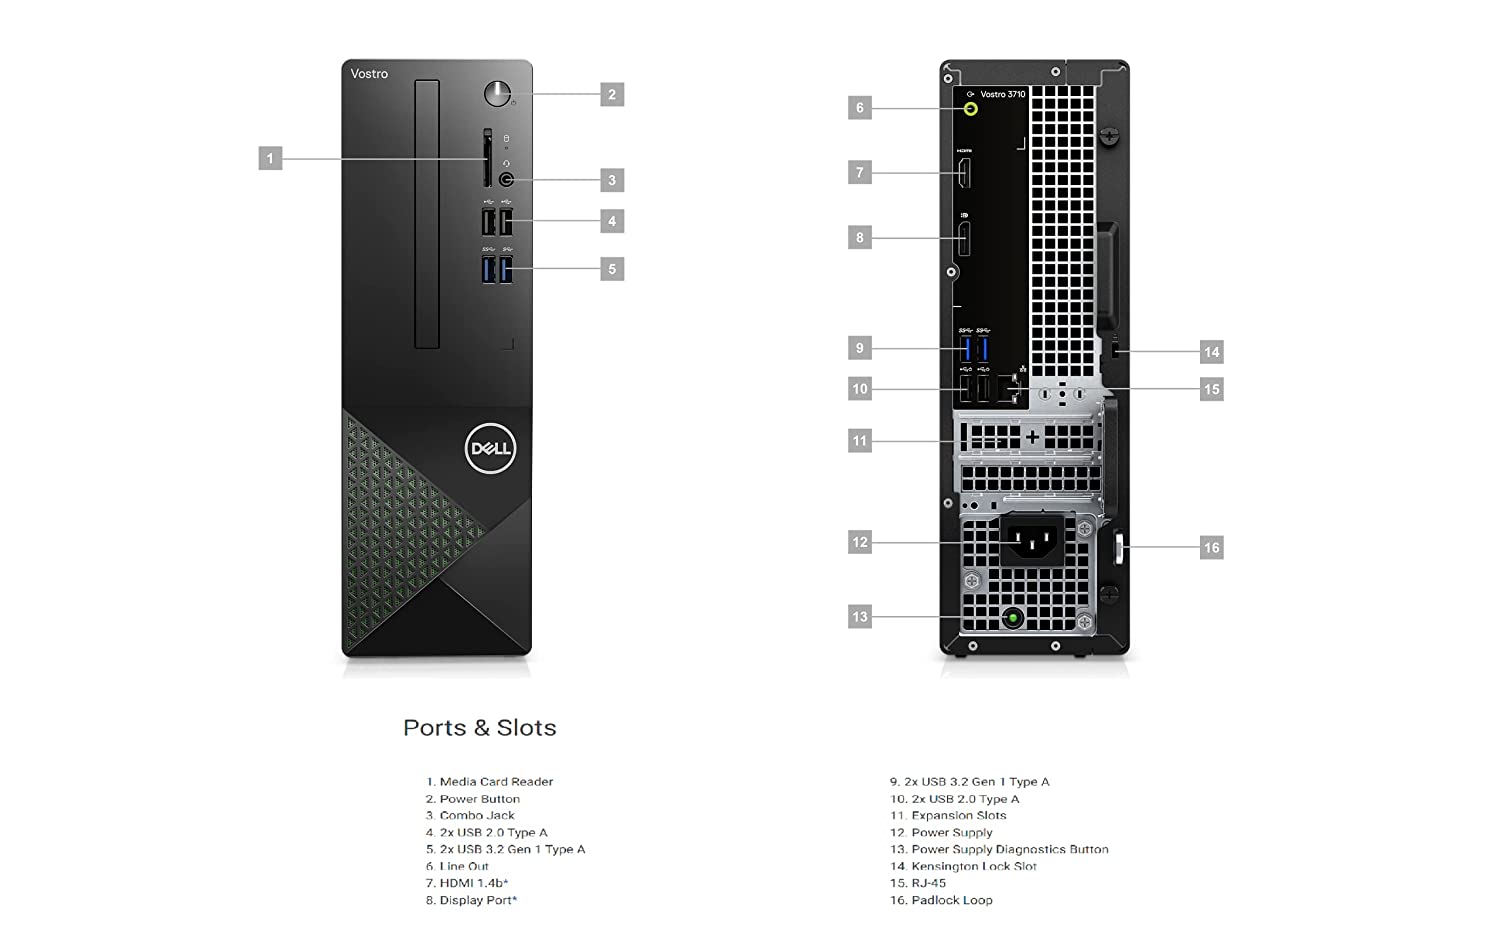 Vostro
1
2
3
4
5
DELL
Vostro 3710
HDMI
6
7
8
9
10
11
12
13
14
15
16
Ports & Slots
1. Media Card Reader
2. Power Button
3. Combo Jack
4. 2x USB 2.0 Type A
5. 2x USB 3.2 Gen 1 Type A
6. Line Out
7. HDMI 1.4b*
8. Display Port*
9. 2x USB 3.2 Gen 1 Type A
10. 2x USB 2.0 Type A
11. Expansion Slots
12. Power Supply
13. Power Supply Diagnostics Button
14. Kensington Lock Slot
15. RJ-45
16. Padlock Loop